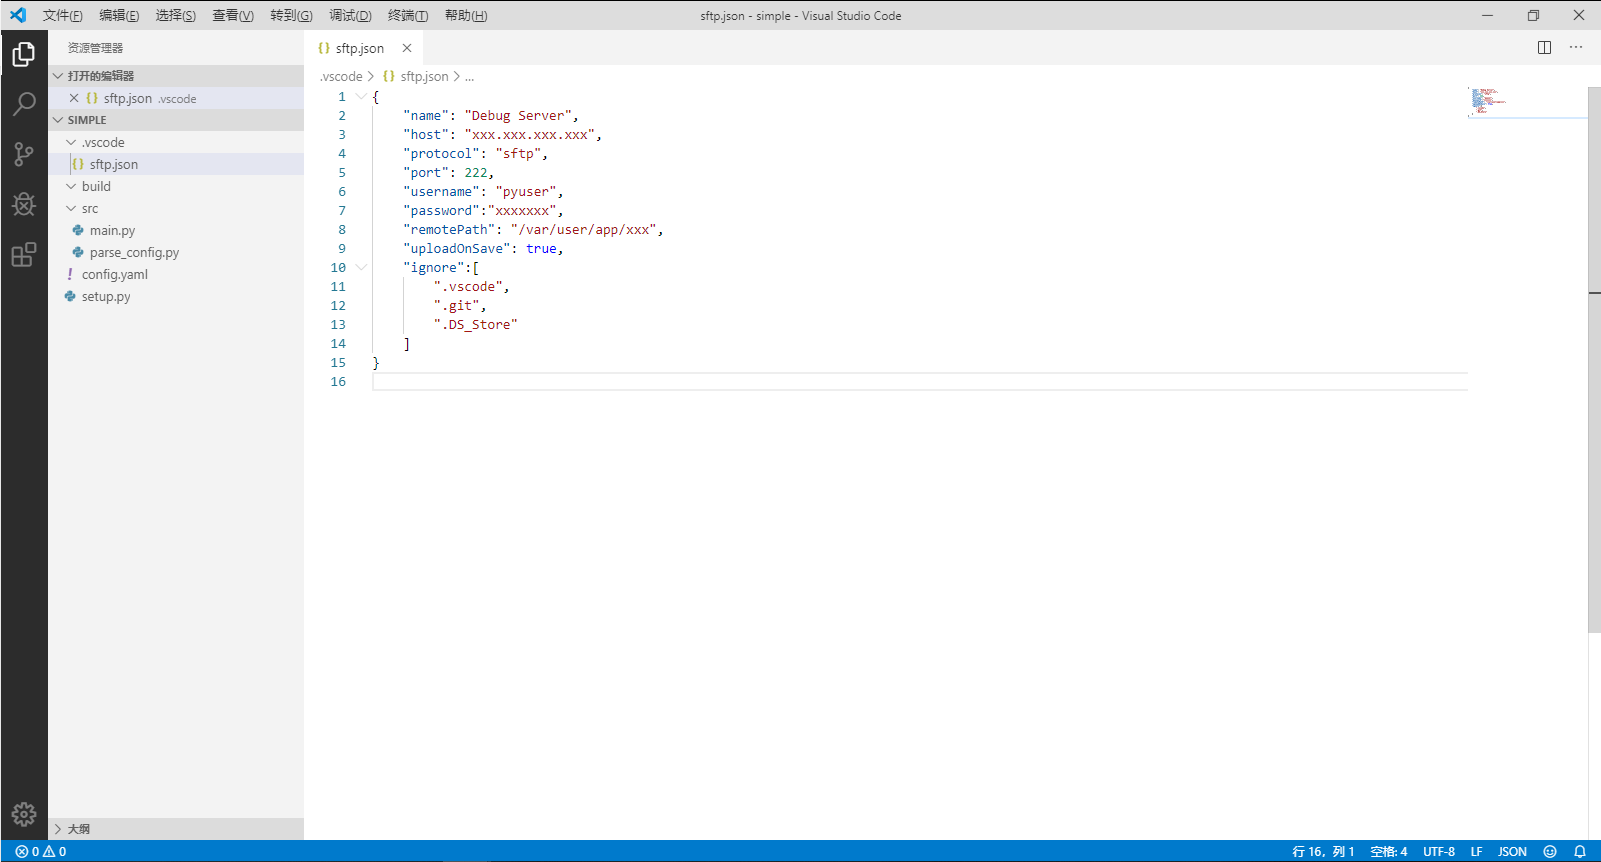 文件(F) 编辑(E) 选择(S) 查看(V) 转到(G) 调试(D) 终端(T) 帮助(H) sftp.json - simple - Visual Studio Code
资源管理器
打开的编辑器
{} sftp.json .vscode
SIMPLE
.vscode
{} sftp.json
build
src
main.py
parse_config.py
! config.yaml
setup.py
大纲
{} sftp.json
.vscode > {} sftp.json > ...
1 {
2 "name": "Debug Server",
3 "host": "xxx.xxx.xxx.xxx",
4 "protocol": "sftp",
5 "port": 222,
6 "username": "pyuser",
7 "password":"xxxxxxx",
8 "remotePath": "/var/user/app/xxx",
9 "uploadOnSave": true,
10 "ignore":[
11 ".vscode",
12 ".git",
13 ".DS_Store"
14 ]
15 }
16
0 0 行 16，列 1 空格: 4 UTF-8 LF JSON